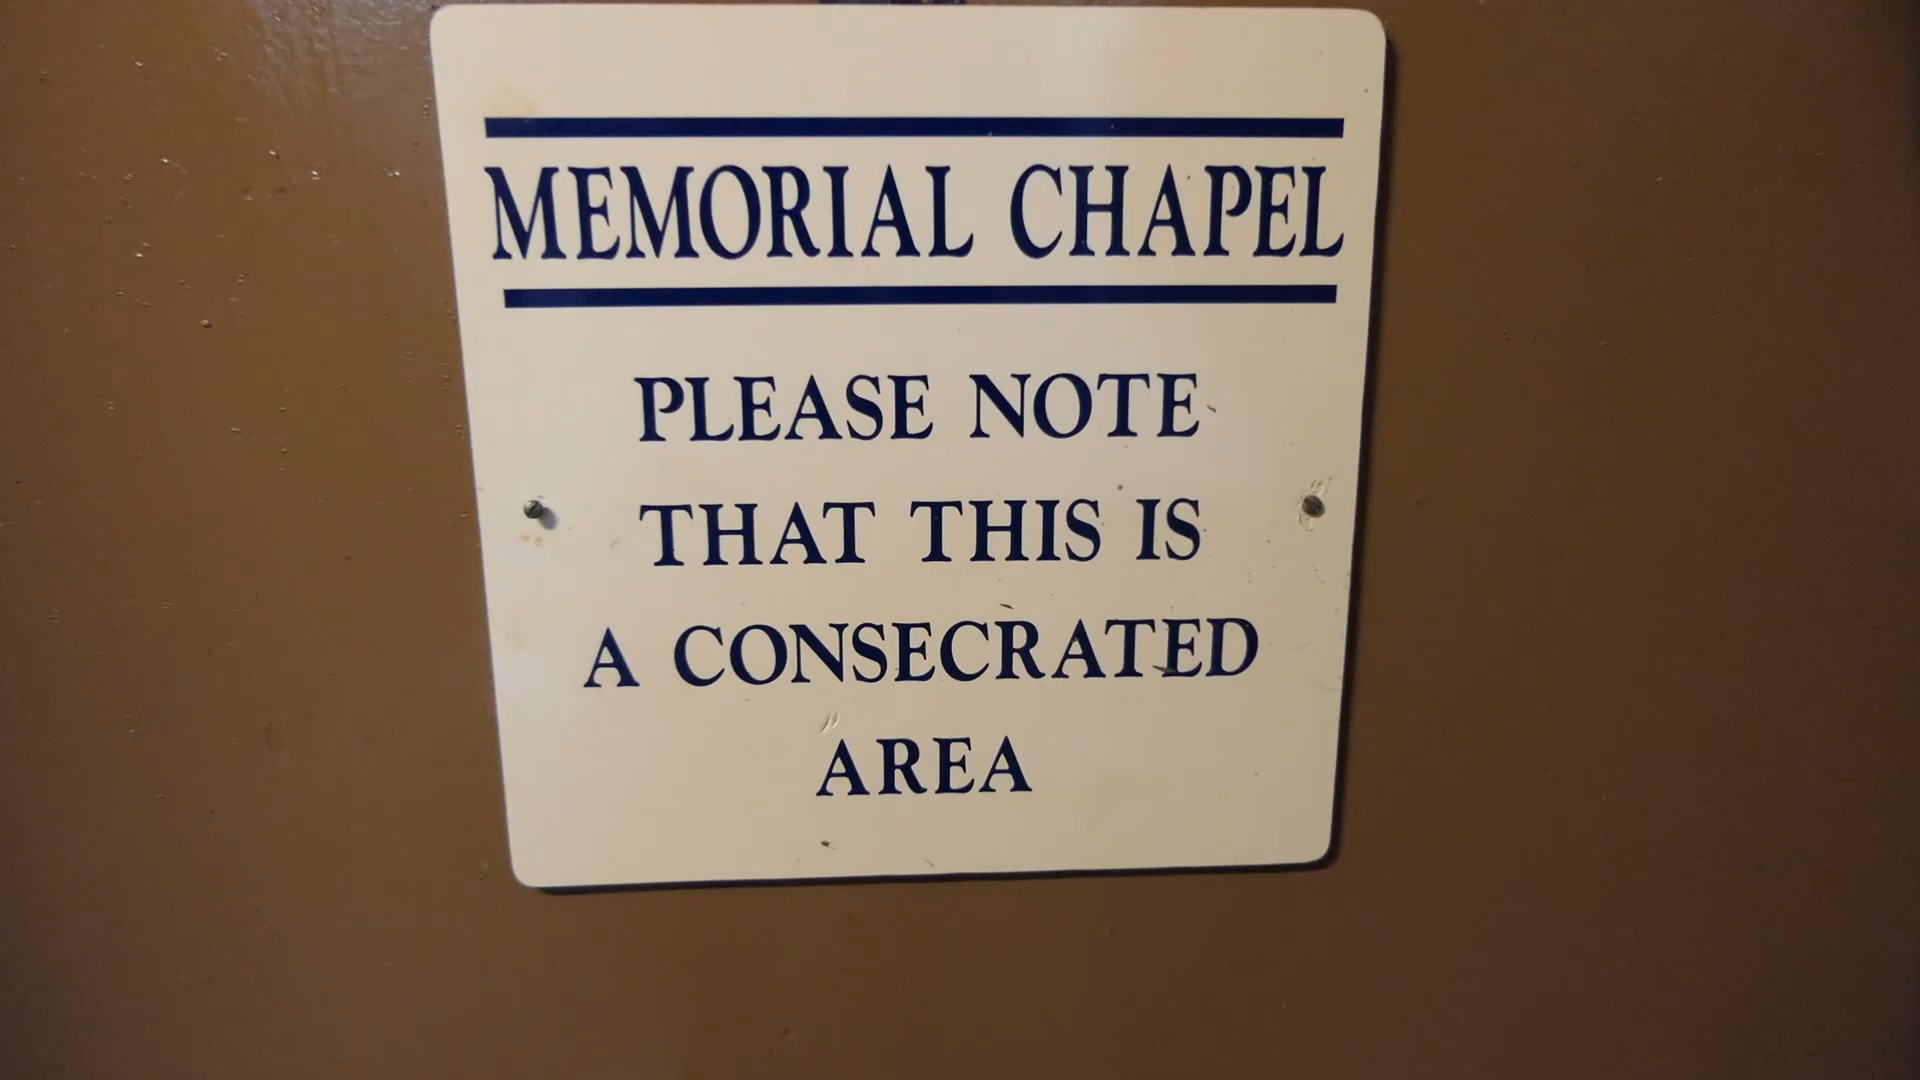 MEMORIAL CHAPEL
PLEASE NOTE
THAT THIS IS
A CONSECRATED
AREA